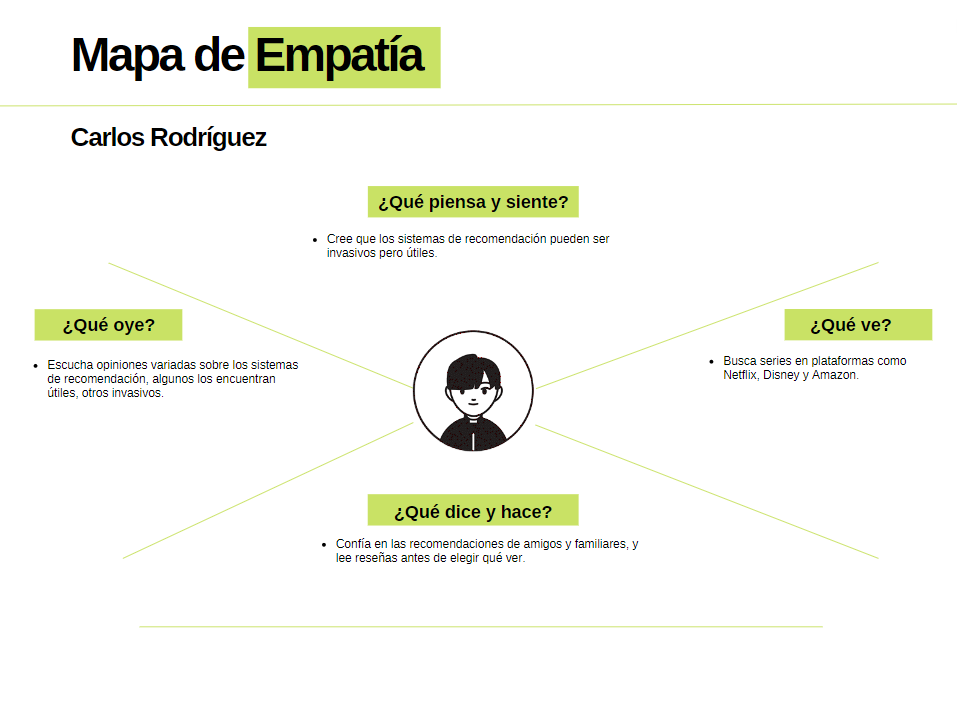 Mapa de Empatía
Carlos Rodríguez
¿Qué piensa y siente?
• Cree que los sistemas de recomendación pueden ser
invasivos pero útiles.
¿Qué oye?
• Escucha opiniones variadas sobre los sistemas
de recomendación, algunos los encuentran
útiles, otros invasivos.
¿Qué ve?
• Busca series en plataformas como
Netflix, Disney y Amazon.
¿Qué dice y hace?
• Confía en las recomendaciones de amigos y familiares, y
lee reseñas antes de elegir qué ver.